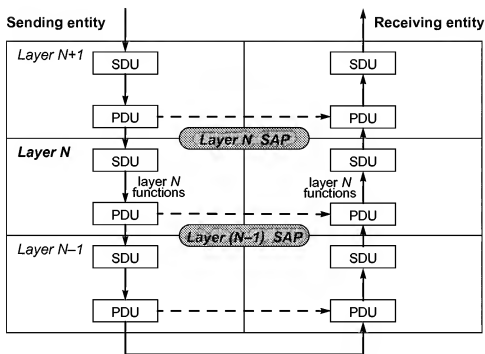 Sending entity Receiving entity
Layer N+1
SDU SDU
PDU PDU
Layer N SAP
Layer N
SDU SDU
layer N layer N
functions functions
PDU PDU
Layer (N–1) SAP
Layer N–1
SDU SDU
PDU PDU